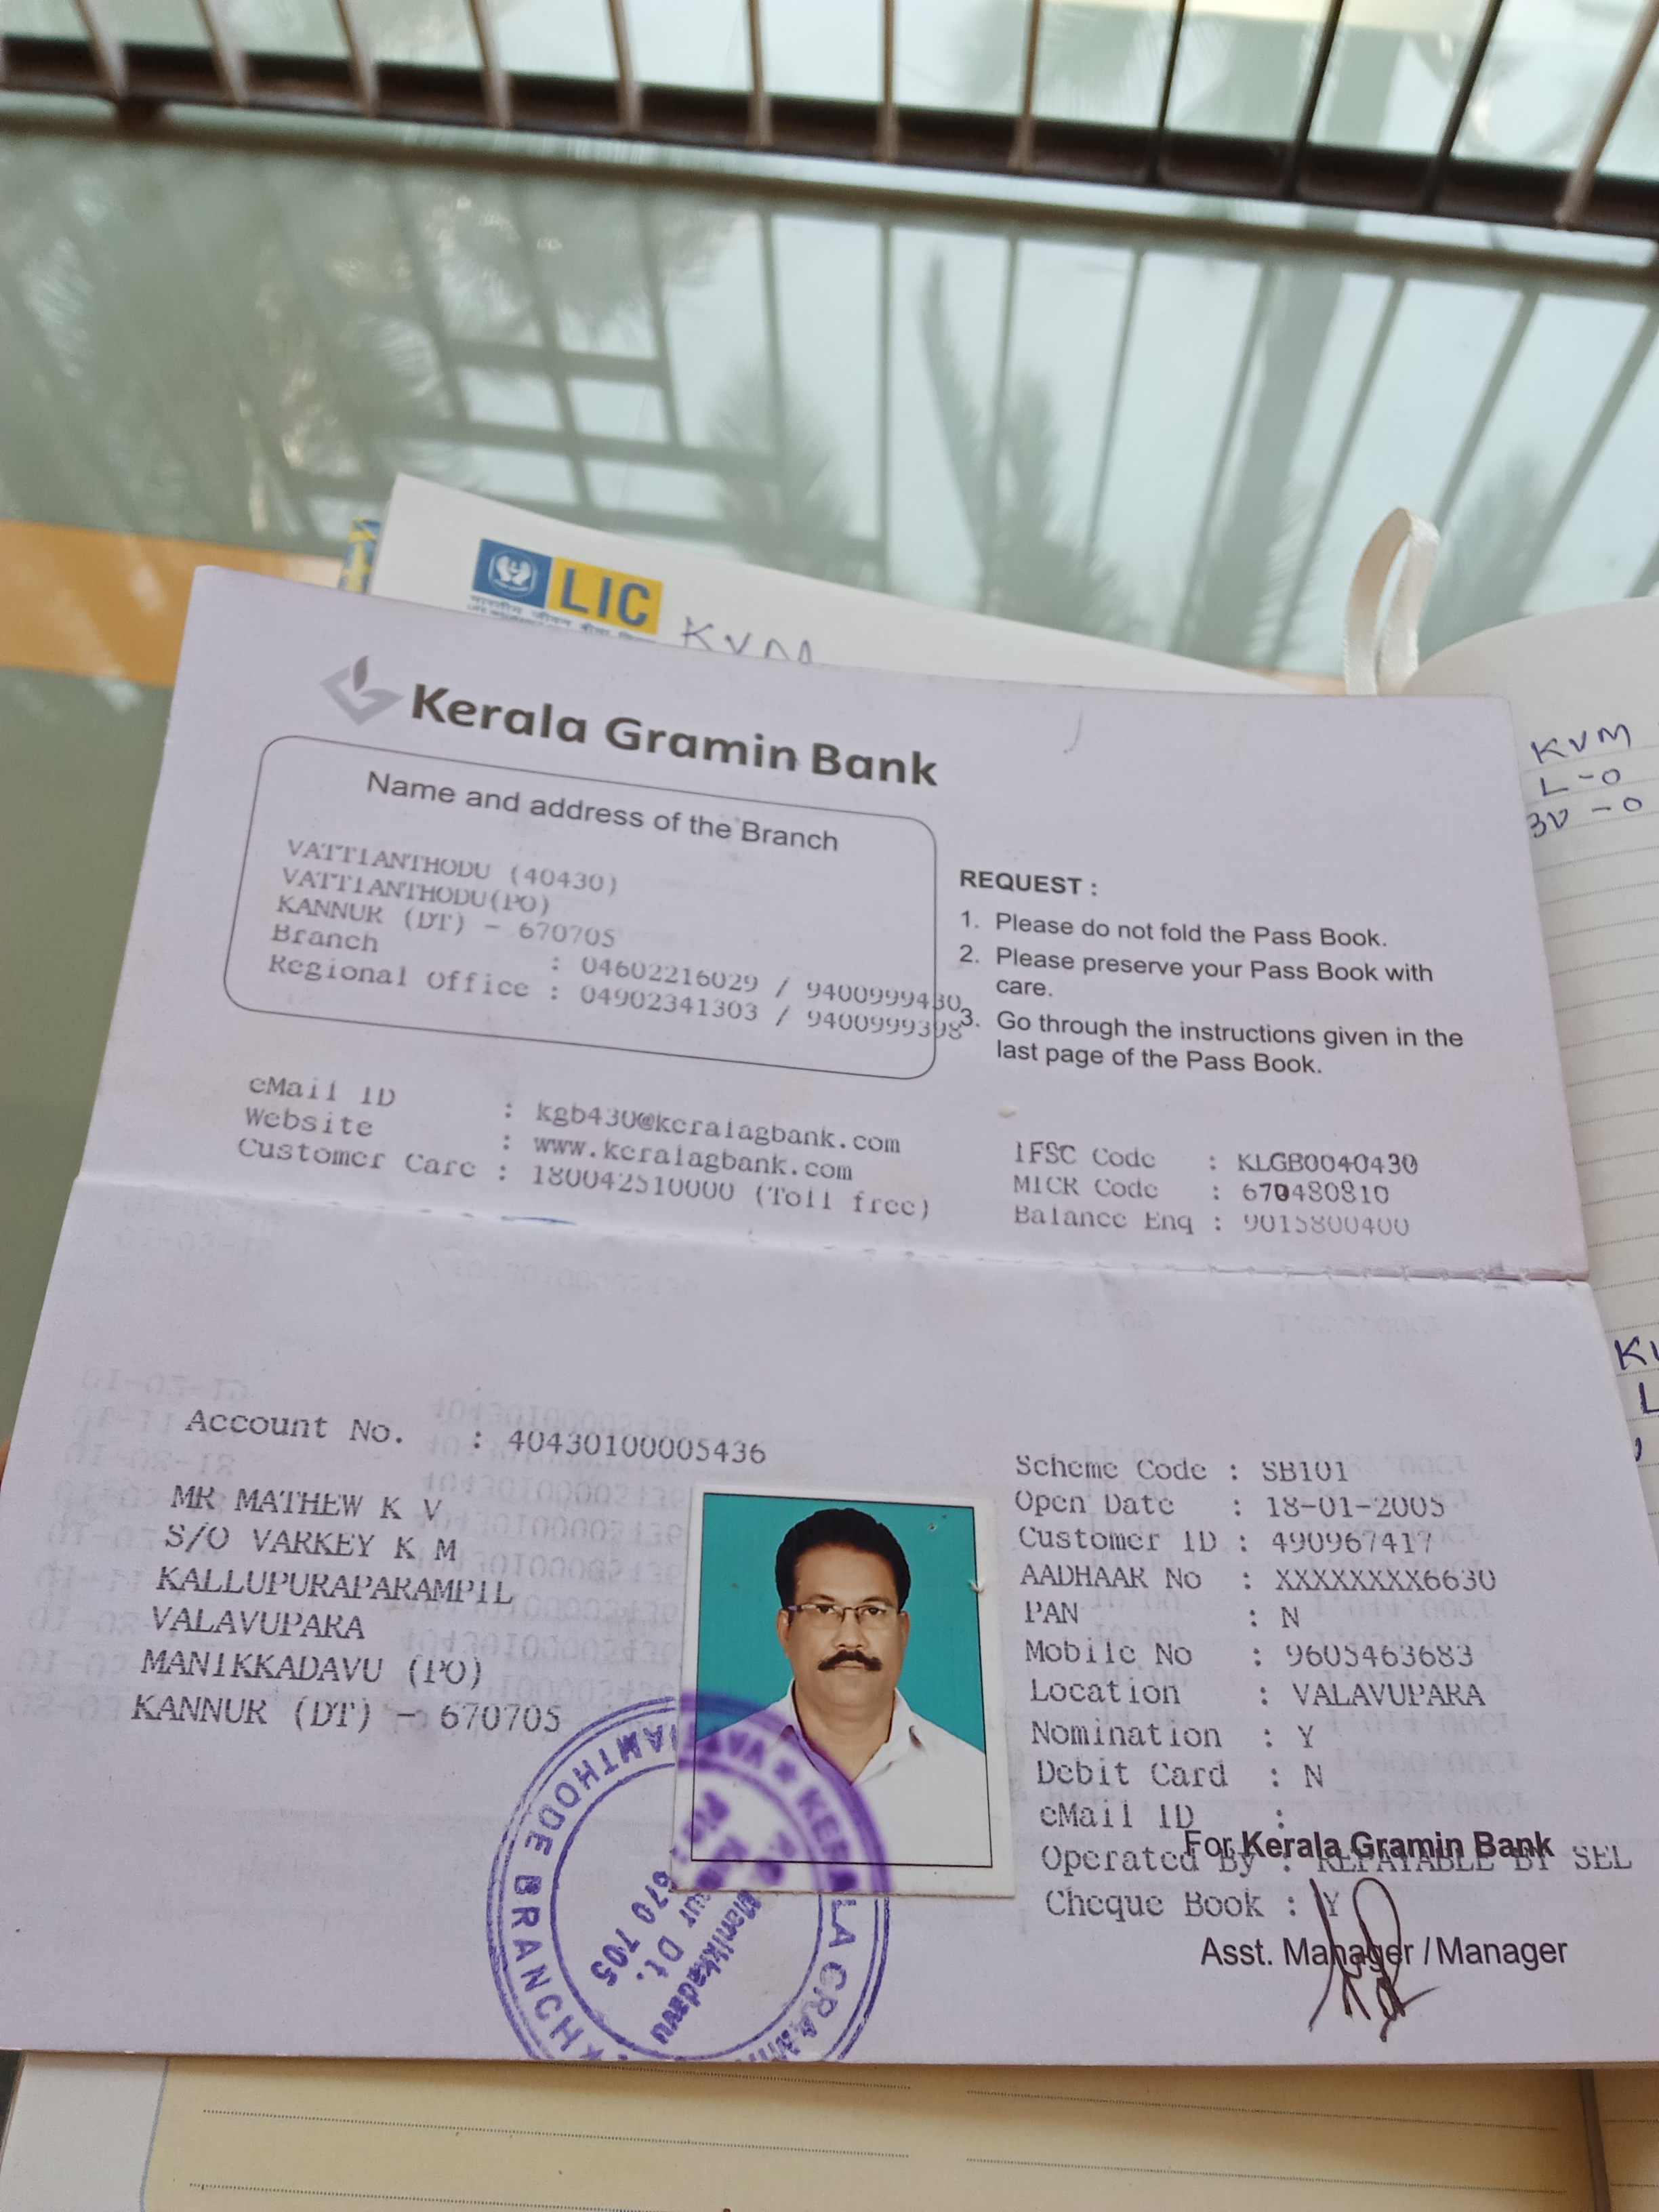 LIC
भारतीय जीवन बीमा निगम
KVM
Kerala Gramin Bank
Name and address of the Branch
VATTIANTHODU (40430)
VATTIANTHODU(PO)
KANNUR (DT) - 670705
Branch : 04602216029 / 9400999430
Regional Office : 04902341303 / 9400999398
eMail ID : kgb430@keralagbank.com
Website : www.keralagbank.com
Customer Care : 180042510000 (Toll free)
REQUEST :
1. Please do not fold the Pass Book.
2. Please preserve your Pass Book with
care.
3. Go through the instructions given in the
last page of the Pass Book.
IFSC Code : KLGB0040430
MICR Code : 670480810
Balance Enq : 9015800400
KVM
L - 0
30 - 0
Account No. : 40430100005436
MR MATHEW K V
S/O VARKEY K M
KALLUPURAPARAMPIL
VALAVUPARA
MANIKKADAVU (PO)
KANNUR (DT) - 670705
Scheme Code : SB101
Open Date : 18-01-2005
Customer ID : 490967417
AADHAAR No : XXXXXXXX6630
PAN : N
Mobile No : 9605463683
Location : VALAVUPARA
Nomination : Y
Debit Card : N
eMail ID :
For Kerala Gramin Bank
Operated By : REPAYABLE BY SEL
Cheque Book : Y
Asst. Manager / Manager
BRANCH
Manikkadavu
670 705